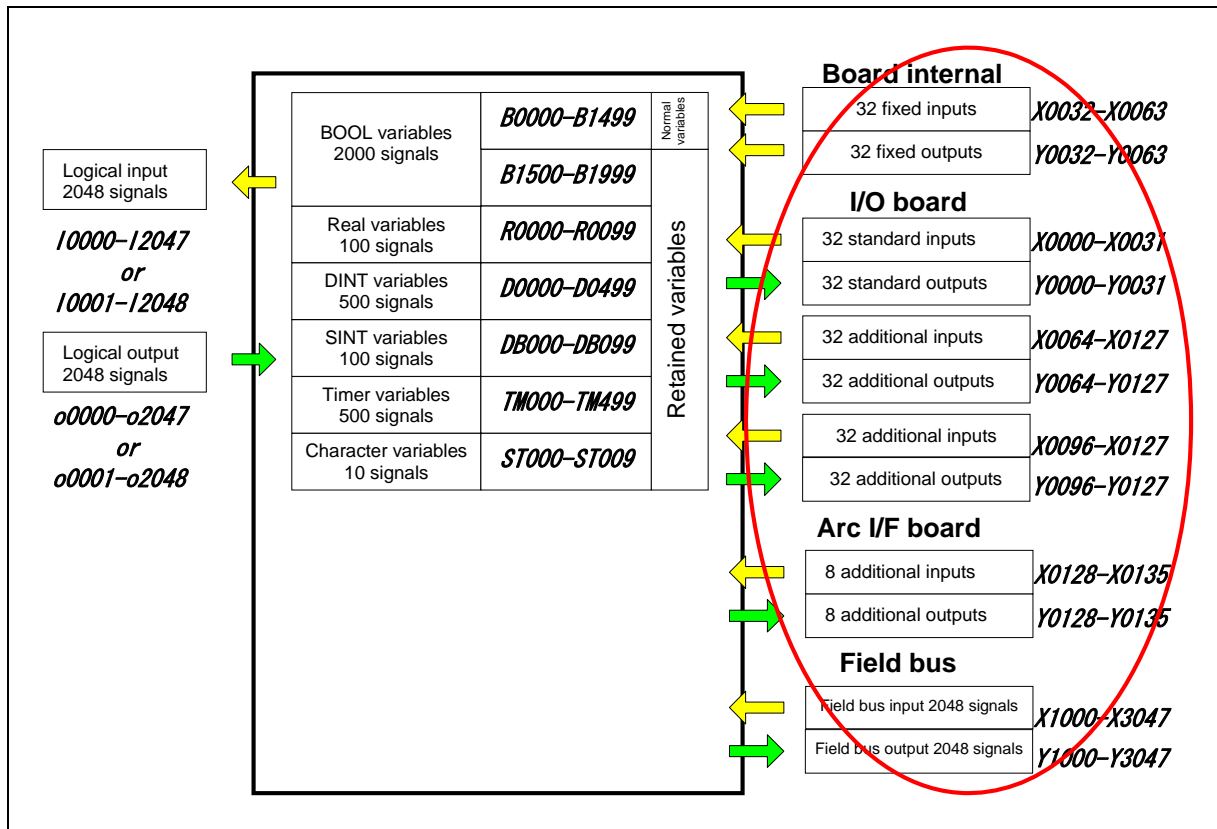 Logical input
2048 signals
I0000-I2047
or
I0001-I2048
Logical output
2048 signals
o0000-o2047
or
o0001-o2048
BOOL variables
2000 signals
B0000-B1499
Normal
variables
B1500-B1999
Real variables
100 signals
R0000-R0099
DINT variables
500 signals
D0000-D0499
SINT variables
100 signals
DB000-DB099
Timer variables
500 signals
TM000-TM499
Character variables
10 signals
ST000-ST009
Retained variables
Board internal
32 fixed inputs
X0032-X0063
32 fixed outputs
Y0032-Y0063
I/O board
32 standard inputs
X0000-X0031
32 standard outputs
Y0000-Y0031
32 additional inputs
X0064-X0127
32 additional outputs
Y0064-Y0127
32 additional inputs
X0096-X0127
32 additional outputs
Y0096-Y0127
Arc I/F board
8 additional inputs
X0128-X0135
8 additional outputs
Y0128-Y0135
Field bus
Field bus input 2048 signals
X1000-X3047
Field bus output 2048 signals
Y1000-Y3047